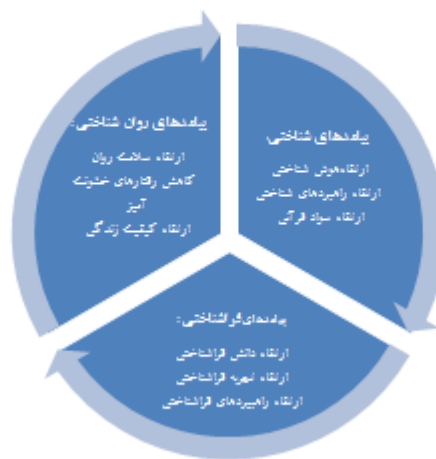 پیامدهای شناختی:
ارتقاء هوش شناختی
ارتقاء راهبردهای شناختی
ارتقاء سواد قرآنی
پیامدهای فراشناختی:
ارتقاء دانش فراشناختی
ارتقاء تجربه فراشناختی
ارتقاء راهبردهای فراشناختی
پیامدهای روان شناختی:
ارتقاء سلامت روان
کاهش رفتارهای خشونت
آمیز
ارتقاء کیفیت زندگی